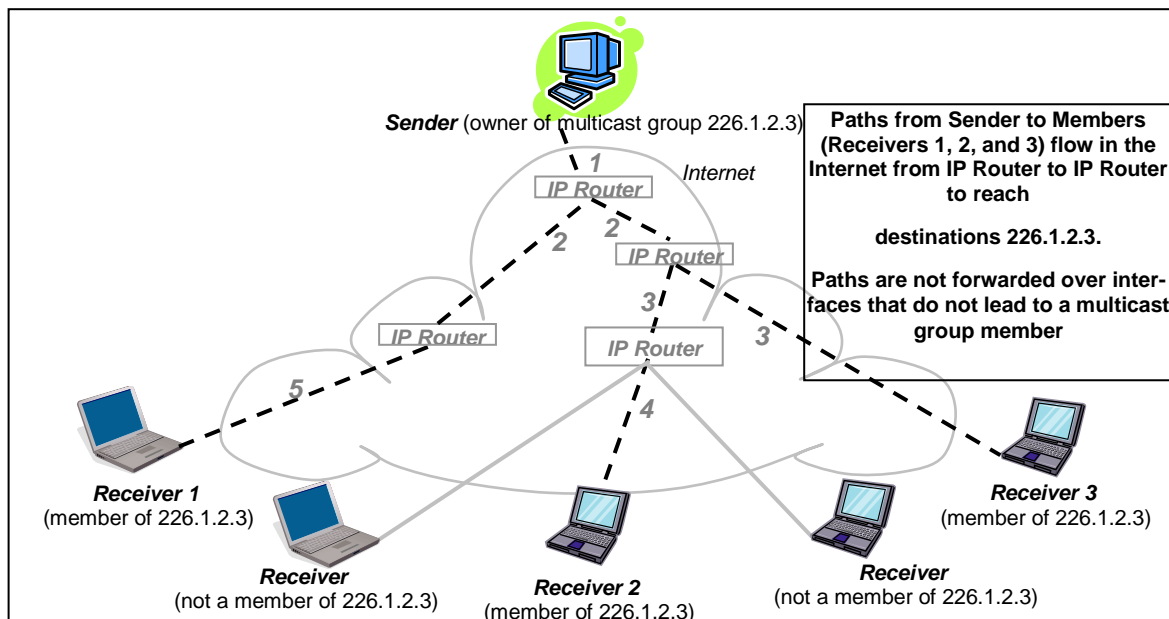 Sender (owner of multicast group 226.1.2.3)
Paths from Sender to Members
(Receivers 1, 2, and 3) flow in the
Internet from IP Router to IP Router
to reach
destinations 226.1.2.3.
Paths are not forwarded over inter-
faces that do not lead to a multicast
group member
1
Internet
IP Router
2
2
IP Router
3
3
IP Router
IP Router
5
4
Receiver 1
(member of 226.1.2.3)
Receiver 3
(member of 226.1.2.3)
Receiver
(not a member of 226.1.2.3)
Receiver 2
(member of 226.1.2.3)
Receiver
(not a member of 226.1.2.3)